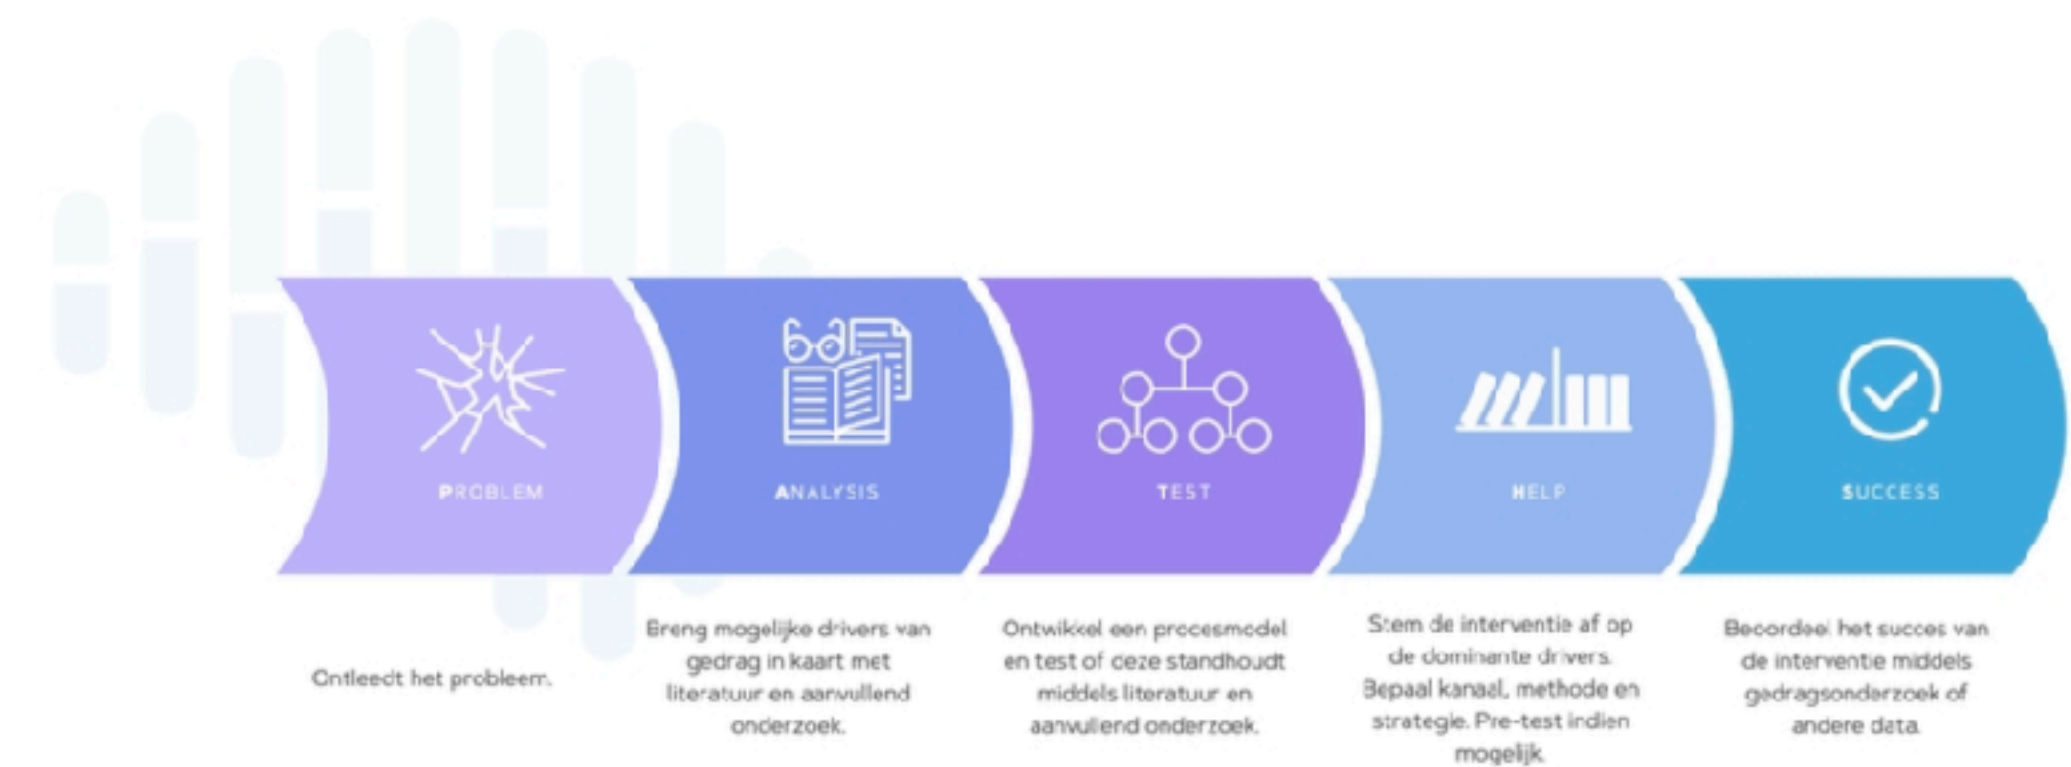 PROBLEM
ANALYSIS
TEST
HELP
SUCCESS
Ontleedt het probleem.
Breng mogelijke drivers van
gedrag in kaart met
literatuur en aanvullend
onderzoek.
Ontwikkel een procesmodel
en test of deze standhoudt
middels literatuur en
aanvullend onderzoek.
Stem de interventie af op
de dominante drivers.
Bepaal kanaal, methode en
strategie. Pre-test indien
mogelijk.
Beoordeel het succes van
de interventie middels
gedragsonderzoek of
andere data.